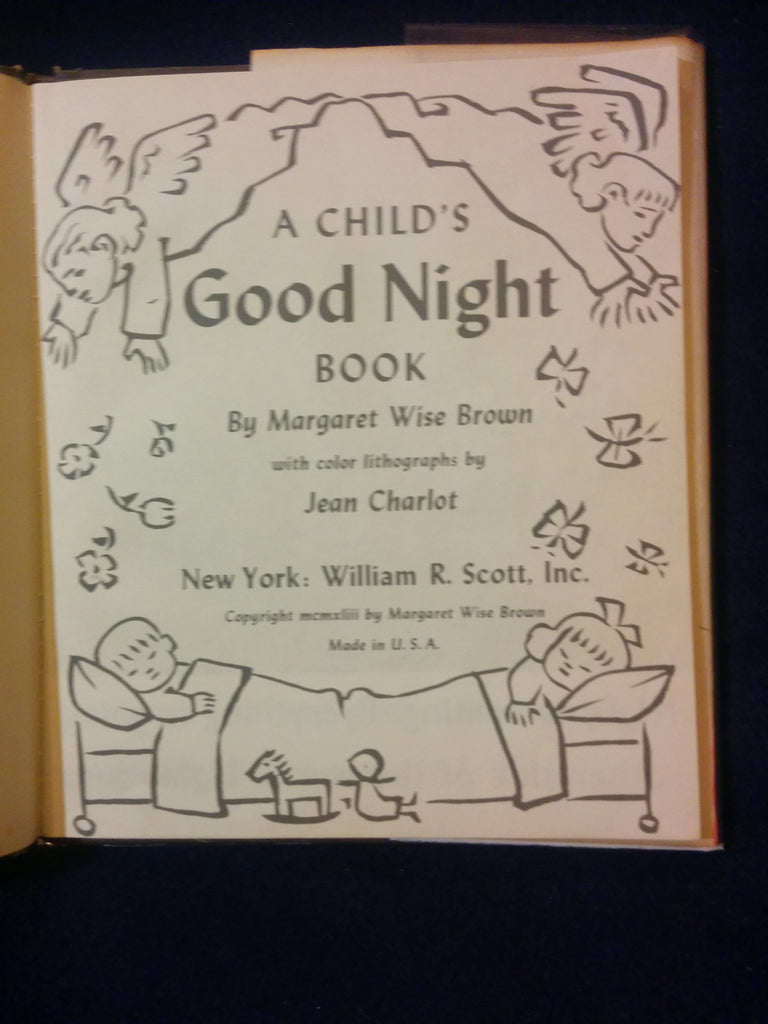 A CHILD'S
Good Night
BOOK
By Margaret Wise Brown
with color lithographs by
Jean Charlot
New York: William R. Scott, Inc.
Copyright mcmxliii by Margaret Wise Brown
Made in U. S. A.